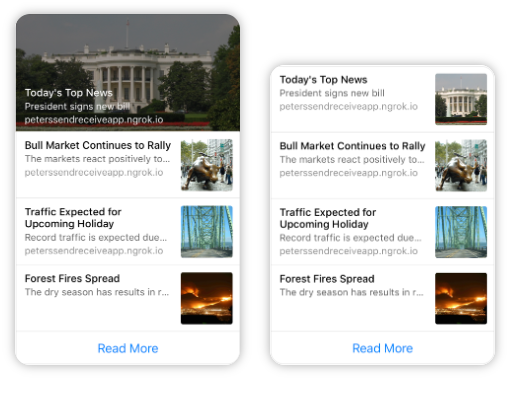 Today's Top News
President signs new bill
peterssendreceiveapp.ngrok.io
Bull Market Continues to Rally
The markets react positively to...
peterssendreceiveapp.ngrok.io
Traffic Expected for
Upcoming Holiday
Record traffic is expected due...
peterssendreceiveapp.ngrok.io
Forest Fires Spread
The dry season has results in r...
Read More
Today's Top News
President signs new bill
peterssendreceiveapp.ngrok.io
Bull Market Continues to Rally
The markets react positively to...
peterssendreceiveapp.ngrok.io
Traffic Expected for
Upcoming Holiday
Record traffic is expected due...
peterssendreceiveapp.ngrok.io
Forest Fires Spread
The dry season has results in r...
Read More